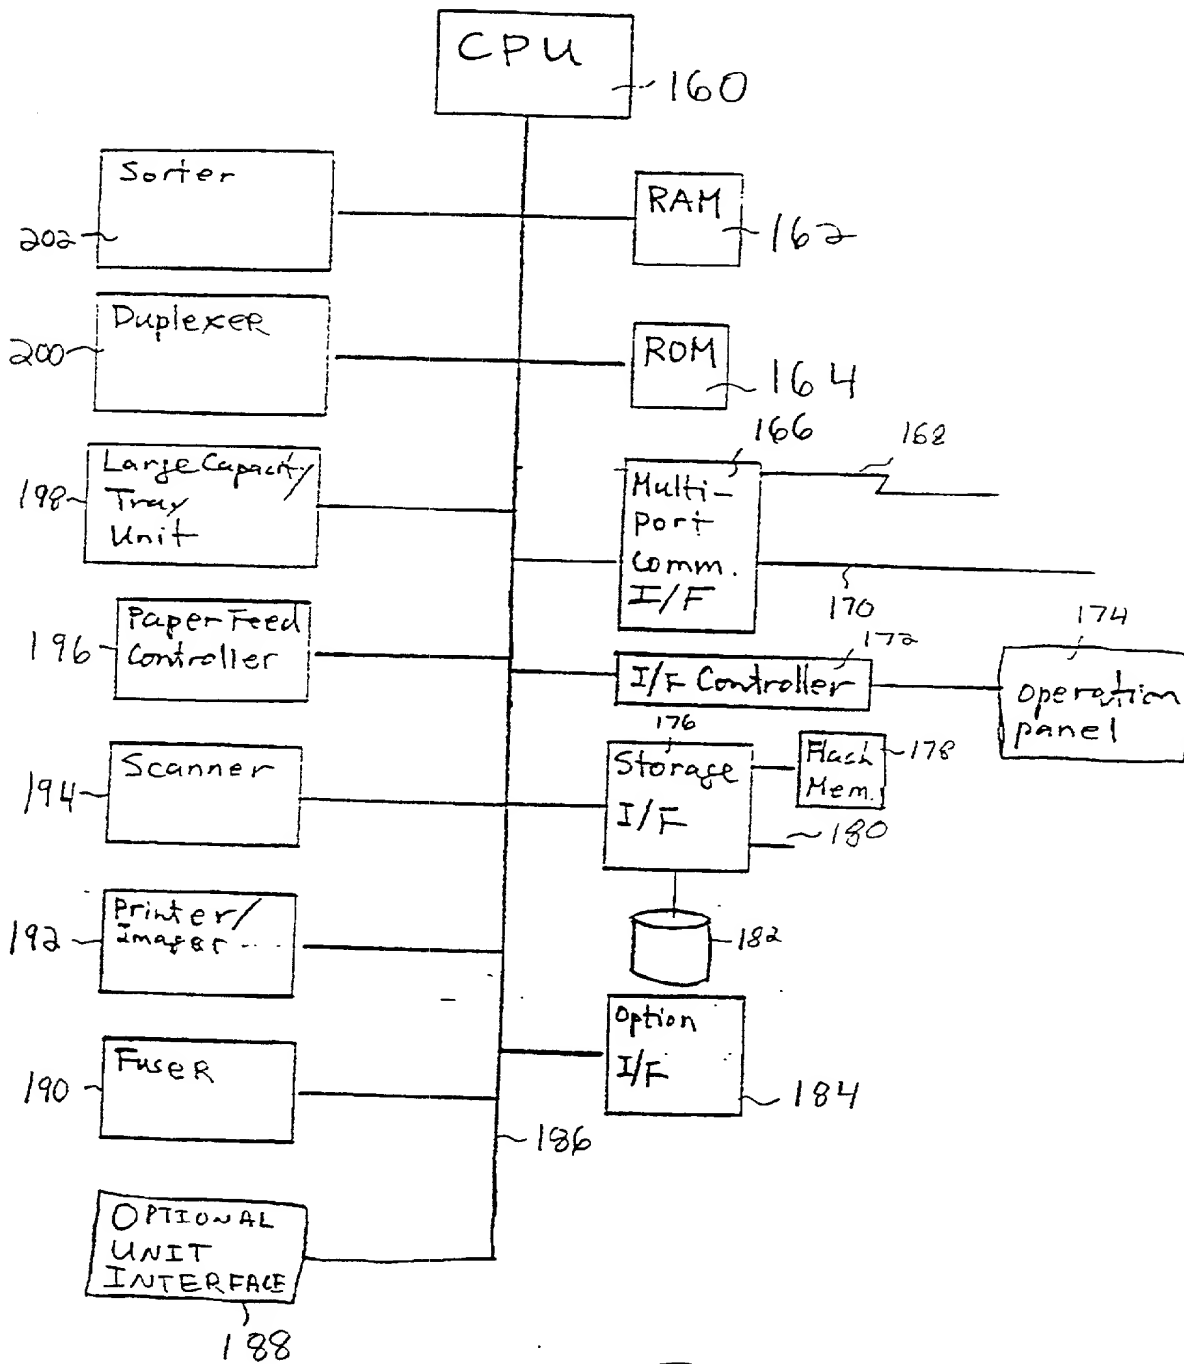 CPU
160
Sorter
202
RAM
162
DuplexeR
200
ROM
164
166
168
Large Capacity
Tray
Unit
198
Multi-
port
Comm.
I/F
170
Paper Feed
Controller
196
172
I/F Controller
174
operation
panel
176
Scanner
194
Storage
I/F
Flash
Mem.
178
180
Printer/
Imager
192
182
Option
I/F
184
FuseR
190
186
OPTIONAL
UNIT
INTERFACE
188